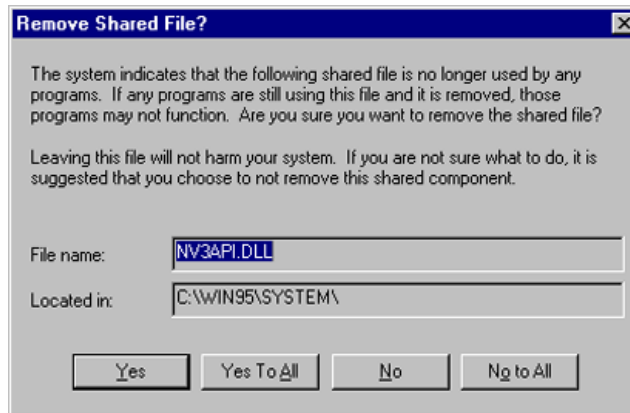 Remove Shared File?
The system indicates that the following shared file is no longer used by any
programs. If any programs are still using this file and it is removed, those
programs may not function. Are you sure you want to remove the shared file?
Leaving this file will not harm your system. If you are not sure what to do, it is
suggested that you choose to not remove this shared component.
File name: NV3API.DLL
Located in: C:\WIN95\SYSTEM\
Yes Yes To All No No to All